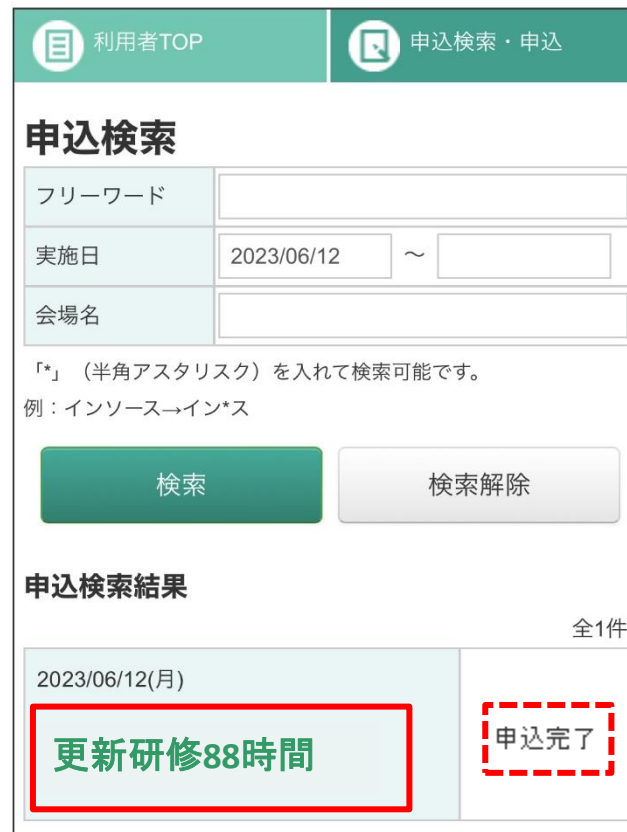 利用者TOP
申込検索・申込
申込検索
フリーワード
実施日
2023/06/12
～
会場名
「*」（半角アスタリスク）を入れて検索可能です。
例：インソース→イン*ス
検索
検索解除
申込検索結果
全1件
2023/06/12(月)
更新研修88時間
申込完了